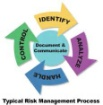 IDENTIFY
ANALYZE
HANDLE
CONTROL
Document &
Communicate
Typical Risk Management Process